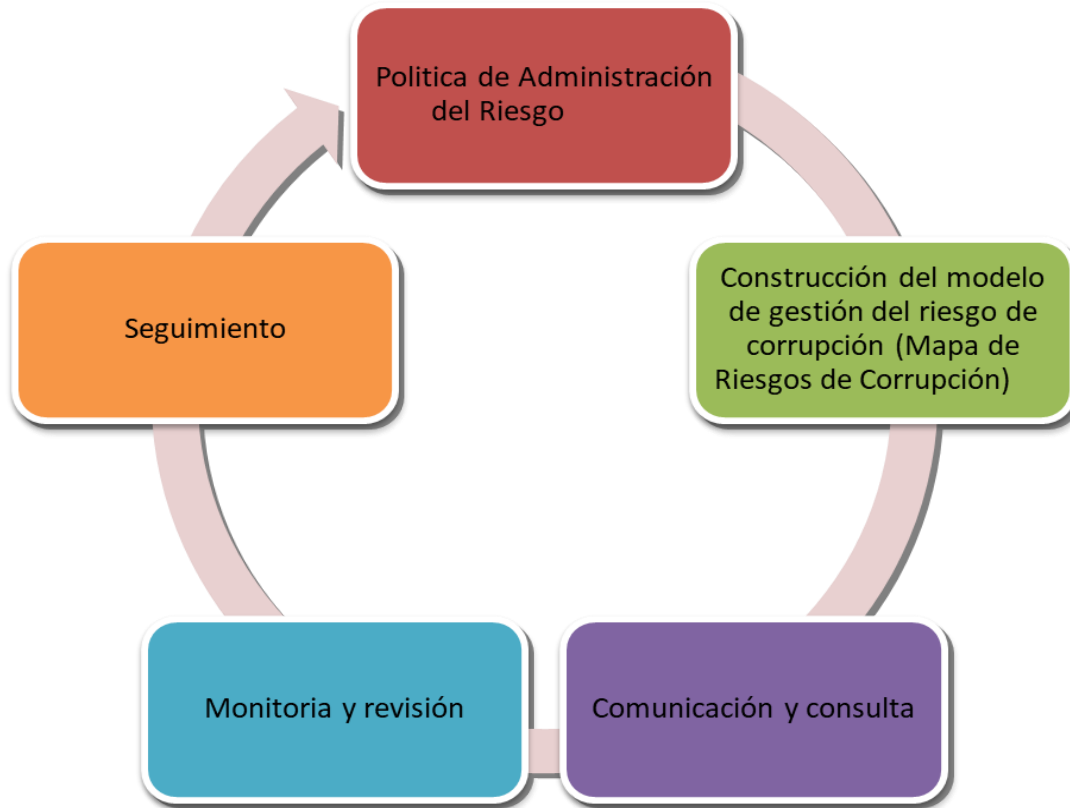 Politica de Administración
del Riesgo
Construcción del modelo
de gestión del riesgo de
corrupción (Mapa de
Riesgos de Corrupción)
Comunicación y consulta
Monitoria y revisión
Seguimiento